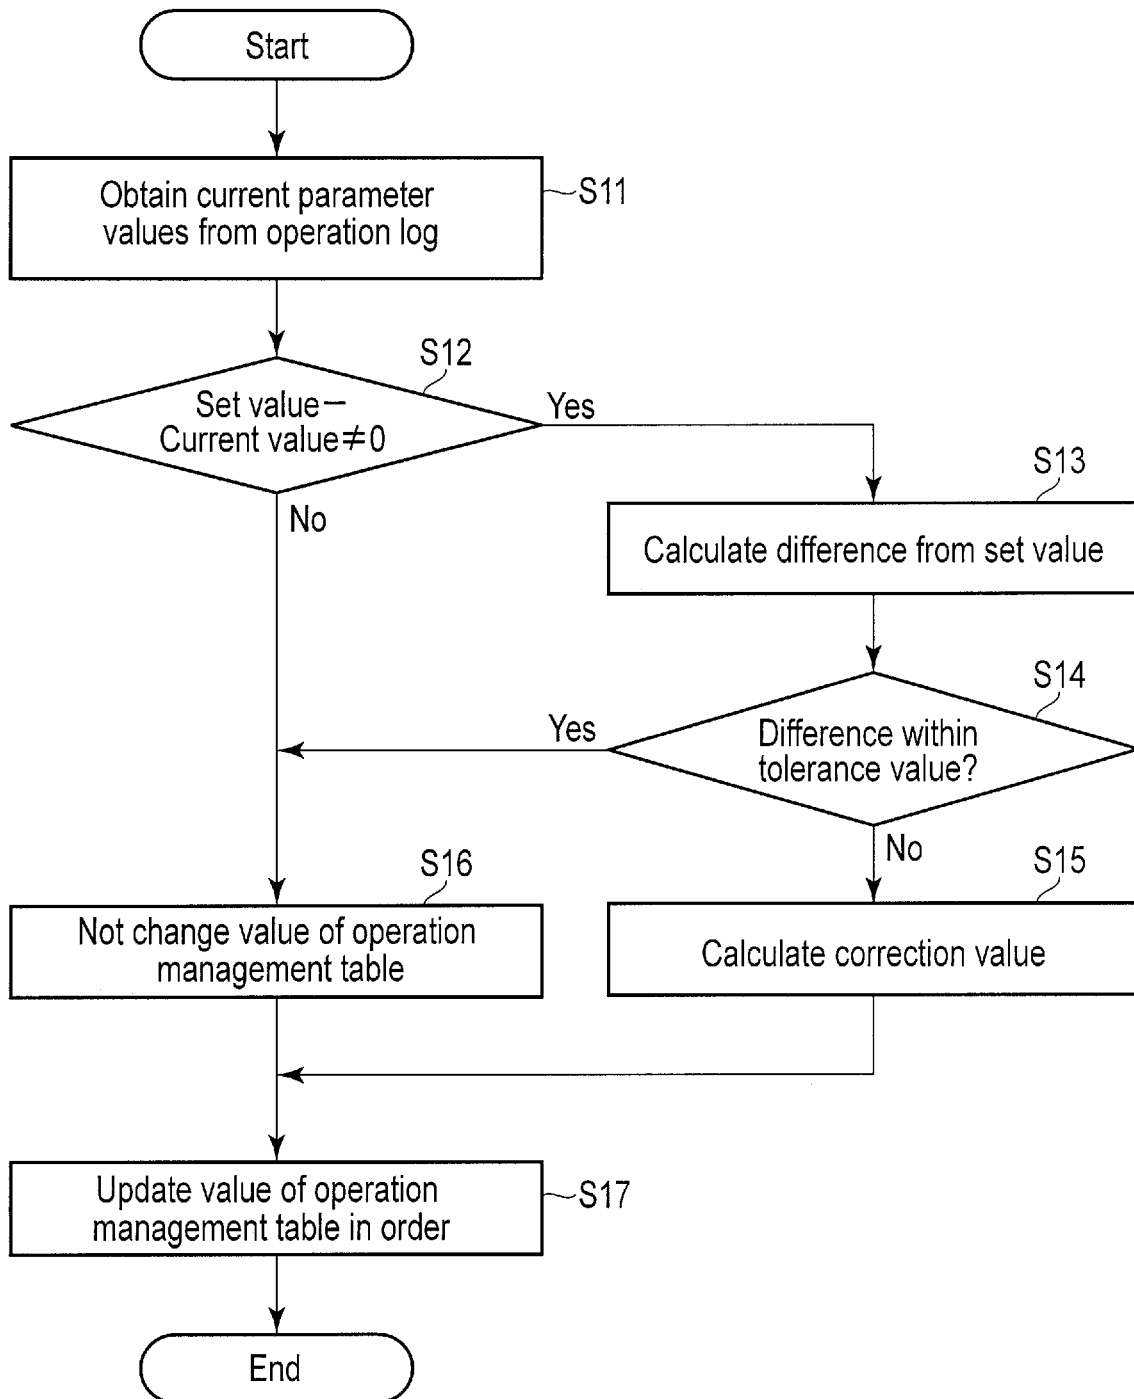 Start
Obtain current parameter
values from operation log
S11
S12
Set value−
Current value≠0
Yes
No
S13
Calculate difference from set value
S14
Difference within
tolerance value?
Yes
No
S16
Not change value of operation
management table
S15
Calculate correction value
Update value of operation
management table in order
S17
End